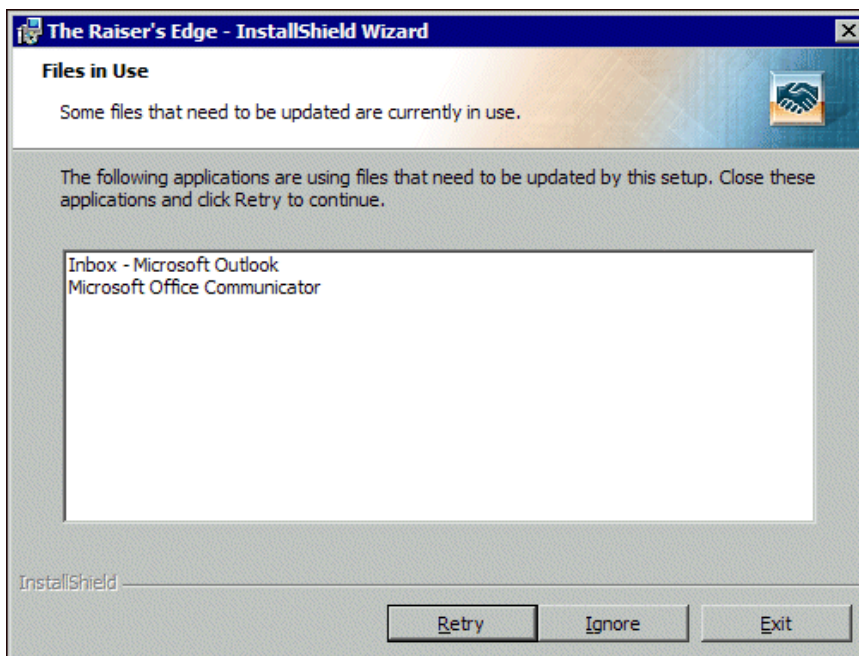 The Raiser's Edge - InstallShield Wizard
Files in Use
Some files that need to be updated are currently in use.
The following applications are using files that need to be updated by this setup. Close these
applications and click Retry to continue.
Inbox - Microsoft Outlook
Microsoft Office Communicator
InstallShield
Retry
Ignore
Exit